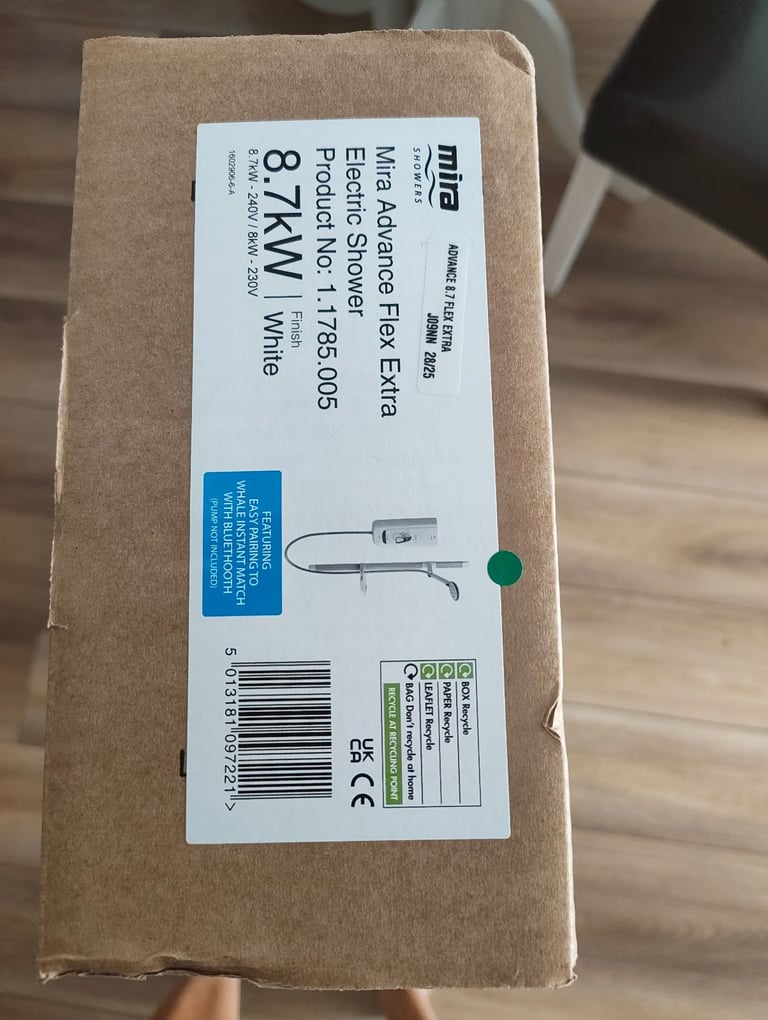 mira
SHOWERS
ADVANCE 8.7 FLEX EXTRA
J09NN 28/25
Mira Advance Flex Extra
Electric Shower
Product No: 1.1785.005
8.7kW
Finish
White
8.7kW - 240V / 8kW - 230V
1602906-6-A
FEATURING
EASY PAIRING TO
WHALE INSTANT MATCH
WITH BLUETHOOTH
(PUMP NOT INCLUDED)
BOX Recycle
PAPER Recycle
LEAFLET Recycle
BAG Don't recycle at home
RECYCLE AT RECYCLING POINT
UK
CA
CE
5 013181 097221 >